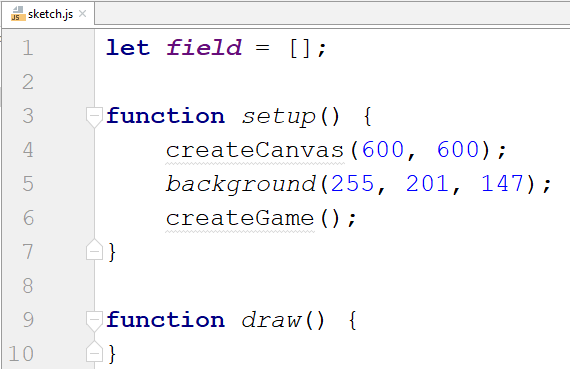 sketch.js
JS
1 let field = [];
2
3 function setup() {
4 createCanvas(600, 600);
5 background(255, 201, 147);
6 createGame();
7 }
8
9 function draw() {
10 }